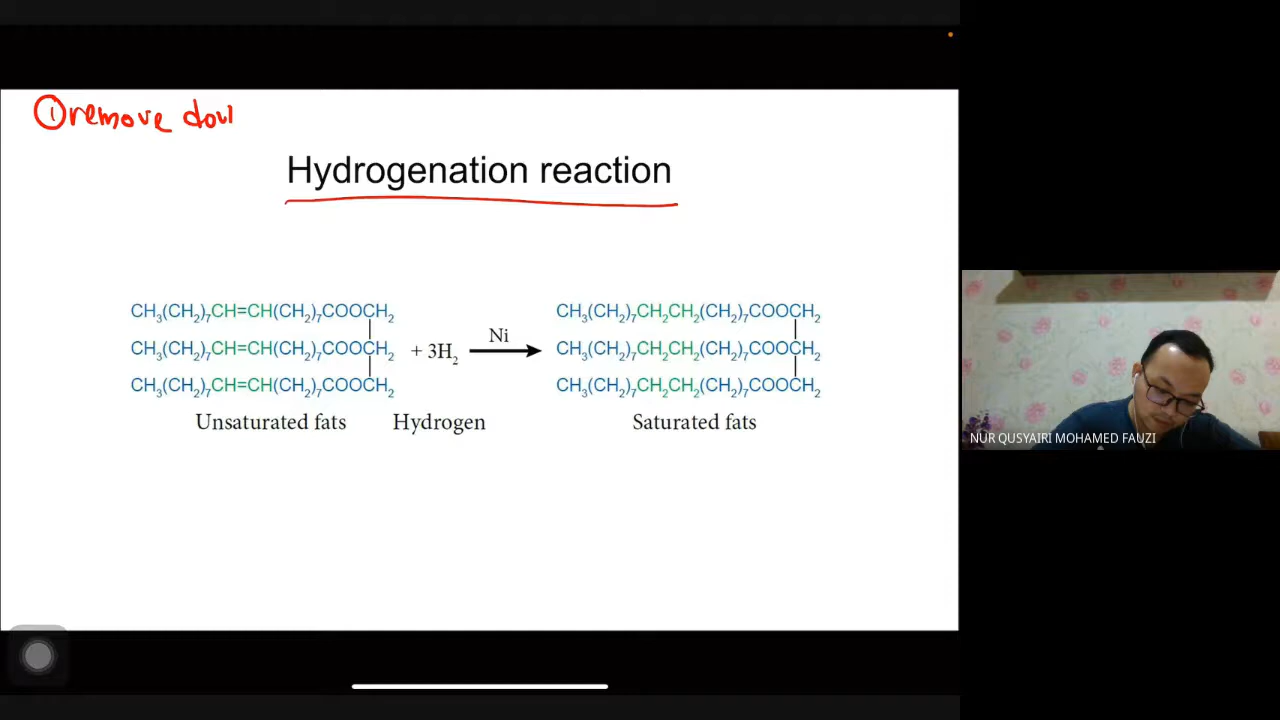 ① remove dou
Hydrogenation reaction
CH₃(CH₂)₇CH=CH(CH₂)₇COOCH₂
CH₃(CH₂)₇CH=CH(CH₂)₇COOCH₂ + 3H₂ Ni CH₃(CH₂)₇CH₂CH₂(CH₂)₇COOCH₂
CH₃(CH₂)₇CH=CH(CH₂)₇COOCH₂
CH₃(CH₂)₇CH₂CH₂(CH₂)₇COOCH₂
CH₃(CH₂)₇CH₂CH₂(CH₂)₇COOCH₂
Unsaturated fats Hydrogen Saturated fats
NUR QUSYAIRI MOHAMED FAUZI